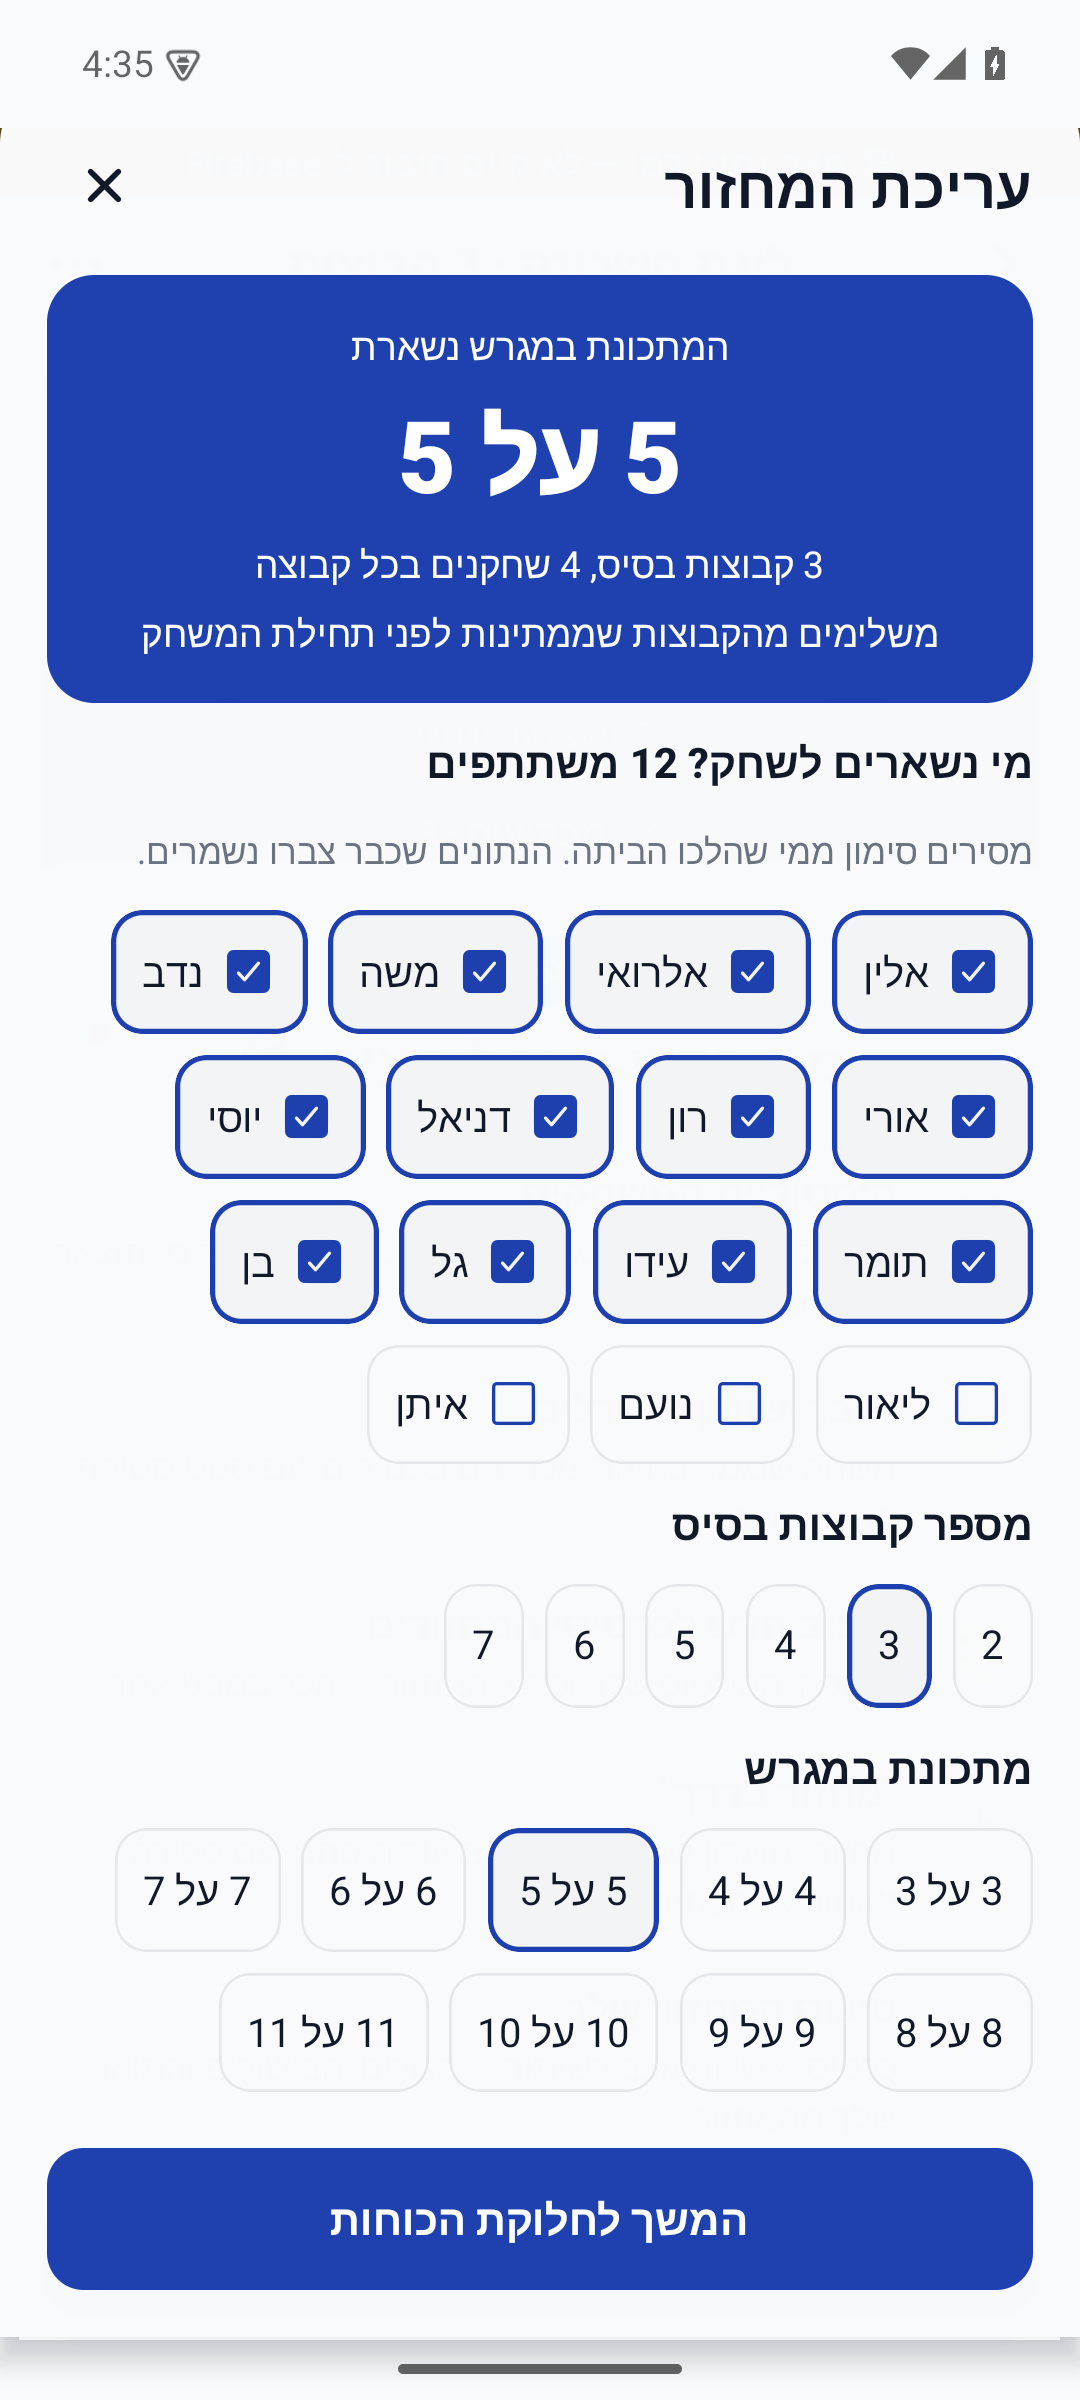 4:35
עריכת המחזור
המתכונת במגרש נשארת
5 על 5
3 קבוצות בסיס, 4 שחקנים בכל קבוצה
משלימים מהקבוצות שממתינות לפני תחילת המשחק
מי נשארים לשחק? 12 משתתפים
מסירים סימון ממי שהלכו הביתה. הנתונים שכבר צברו נשמרים.
אלין אלרואי משה נדב
אורי רון דניאל יוסי
תומר עידו גל בן
ליאור נועם איתן
מספר קבוצות בסיס
2 3 4 5 6 7
מתכונת במגרש
3 על 3 4 על 4 5 על 5 6 על 6 7 על 7
8 על 8 9 על 9 10 על 10 11 על 11
המשך לחלוקת הכוחות